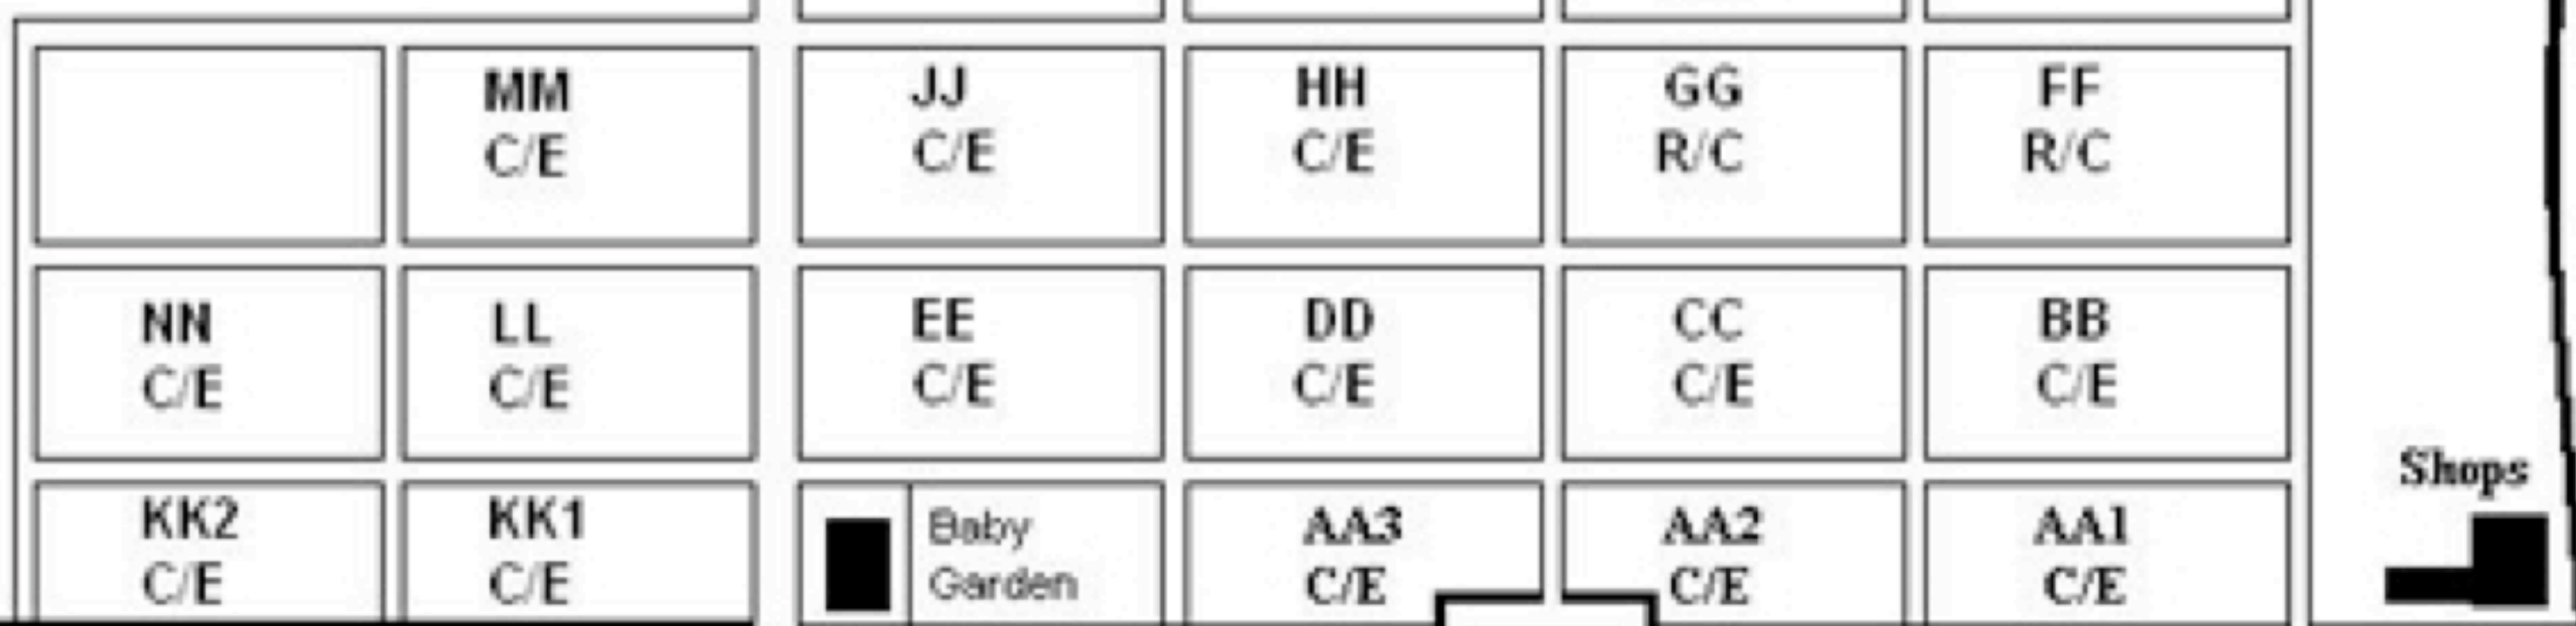 MM
C/E
JJ
C/E
HH
C/E
GG
R/C
FF
R/C
NN
C/E
LL
C/E
EE
C/E
DD
C/E
CC
C/E
BB
C/E
Shops
KK2
C/E
KK1
C/E
Baby
Garden
AA3
C/E
AA2
C/E
AA1
C/E